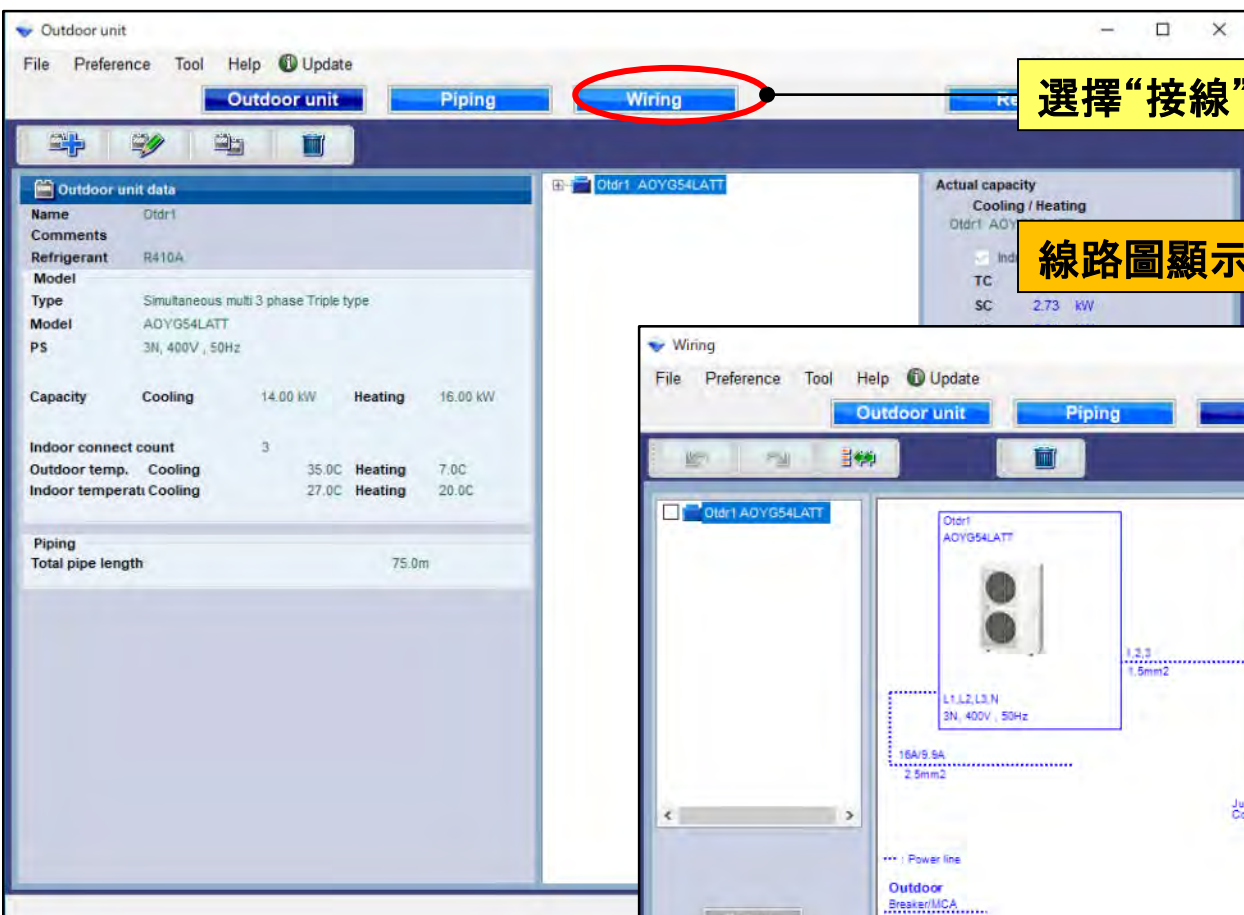 Outdoor unit
File Preference Tool Help Update
Outdoor unit Piping Wiring
選擇“接線”
Outdoor unit data
Name Otdr1
Comments
Refrigerant R410A
Model
Type Simultaneous multi 3 phase Triple type
Model AOYG54LATT
PS 3N, 400V , 50Hz
Capacity Cooling 14.00 kW Heating 16.00 kW
Indoor connect count 3
Outdoor temp. Cooling 35.0C Heating 7.0C
Indoor temperati Cooling 27.0C Heating 20.0C
Piping
Total pipe length 75.0m
Otdr1 AOYG54LATT
Actual capacity
Cooling / Heating
Otdr1 AOY
線路圖顯示
TC
SC 2.73 kW
Wiring
File Preference Tool Help Update
Outdoor unit Piping
Otdr1 AOYG54LATT
Otdr1
AOYG54LATT
1,2,3
1.5mm2
L1,L2,L3,N
3N, 400V , 50Hz
16A/9.9A
2.5mm2
: Power line
Outdoor
Breaker/MCA